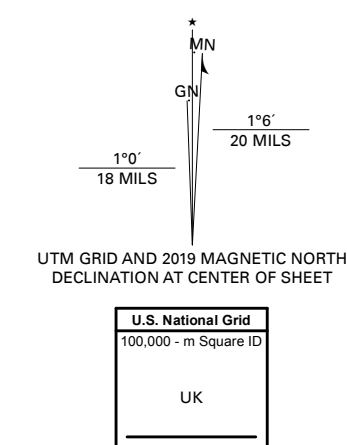 ★
MN
GN
1°6´
20 MILS
1°0´
18 MILS
UTM GRID AND 2019 MAGNETIC NORTH
DECLINATION AT CENTER OF SHEET
U.S. National Grid
100,000 - m Square ID
UK